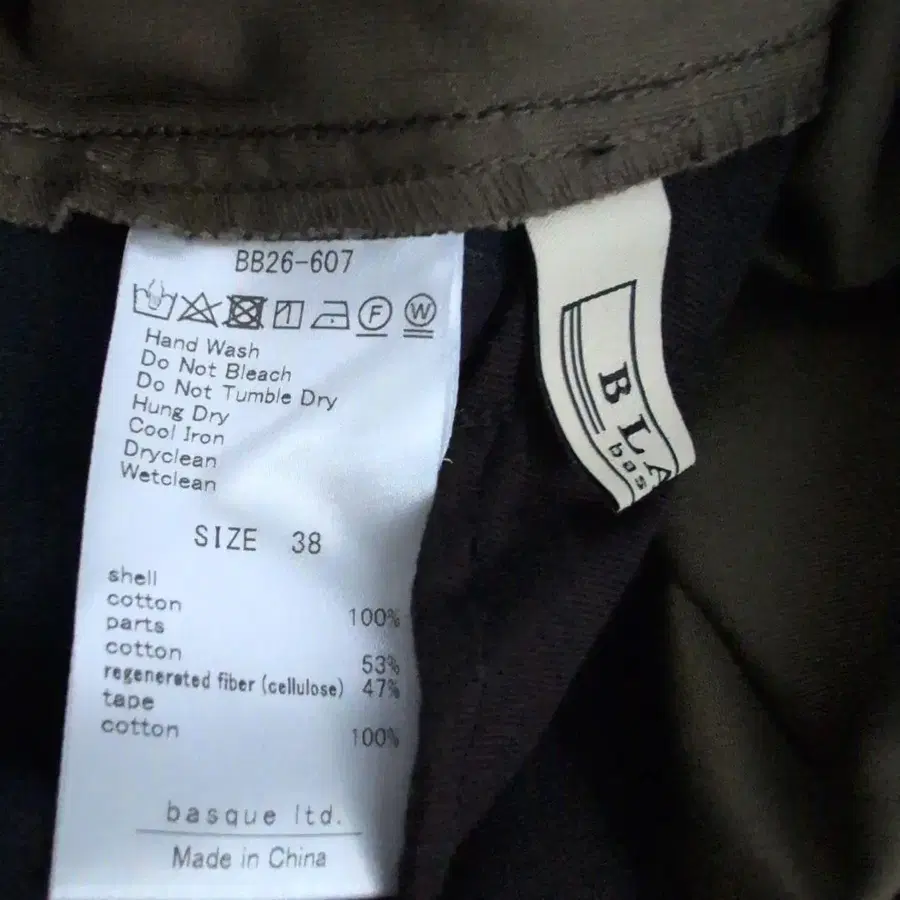 BB26-607
F W
Hand Wash
Do Not Bleach
Do Not Tumble Dry
Hung Dry
Cool Iron
Dryclean
Wetclean
SIZE 38
shell
cotton 100%
parts
cotton 53%
regenerated fiber (cellulose) 47%
tape
cotton 100%
basque ltd.
Made in China
BLA
bas